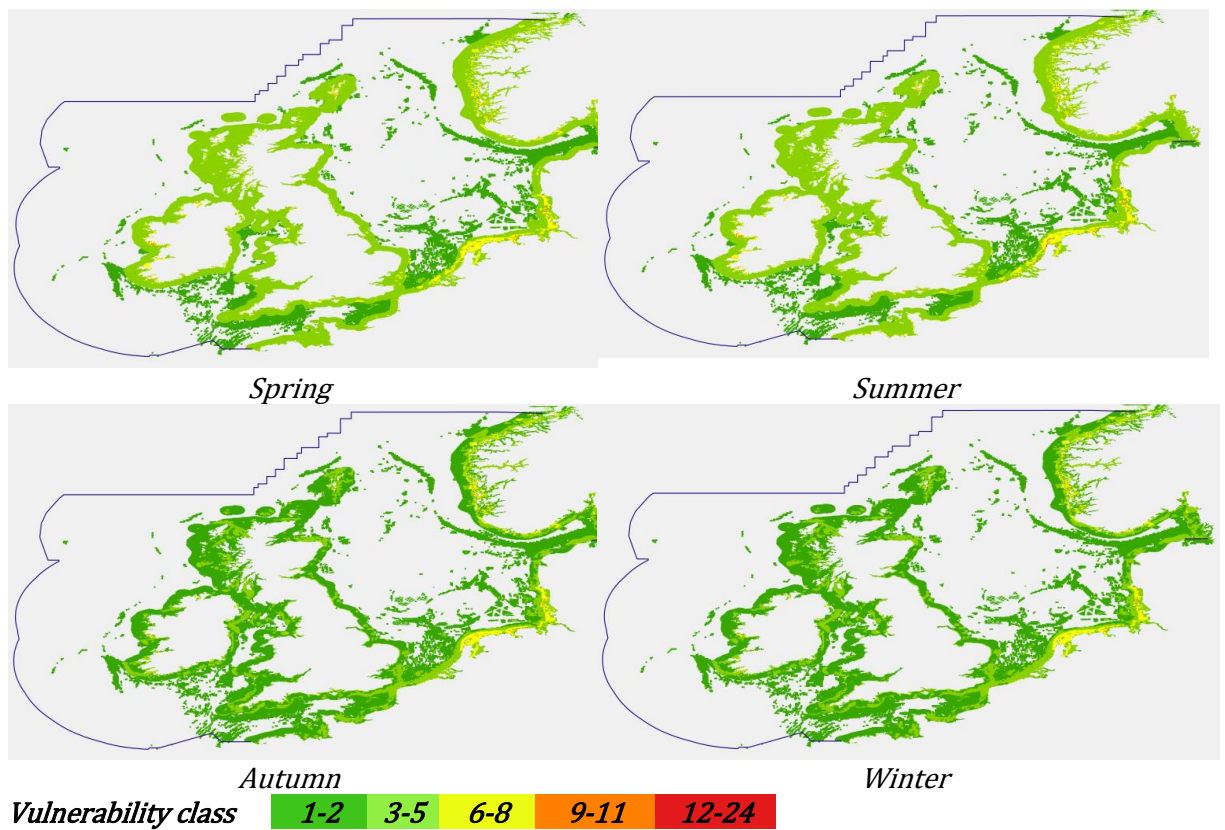 Spring Summer
Autumn Winter
Vulnerability class 1-2 3-5 6-8 9-11 12-24